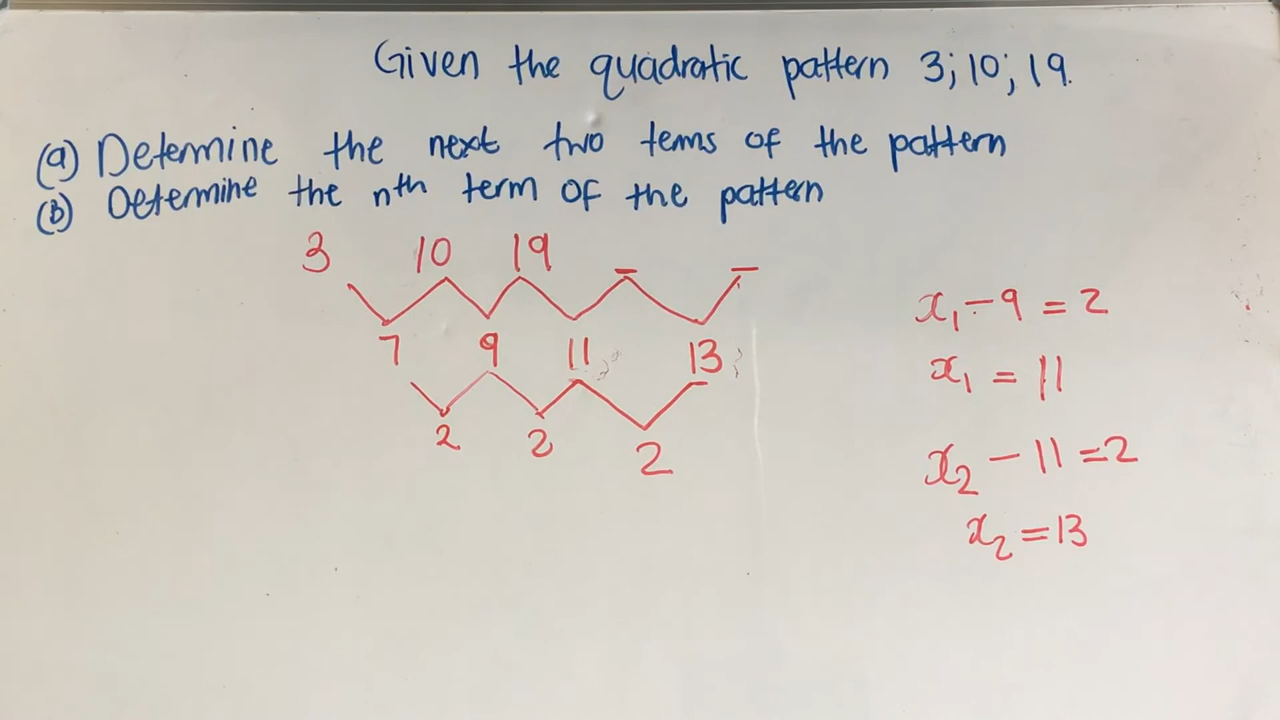 Given the quadratic pattern 3; 10; 19.
(a) Determine the next two terms of the pattern
(b) Determine the nth term of the pattern
3 10 19 _ _
7 9 11 13
2 2 2
x₁ - 9 = 2
x₁ = 11
x₂ - 11 = 2
x₂ = 13